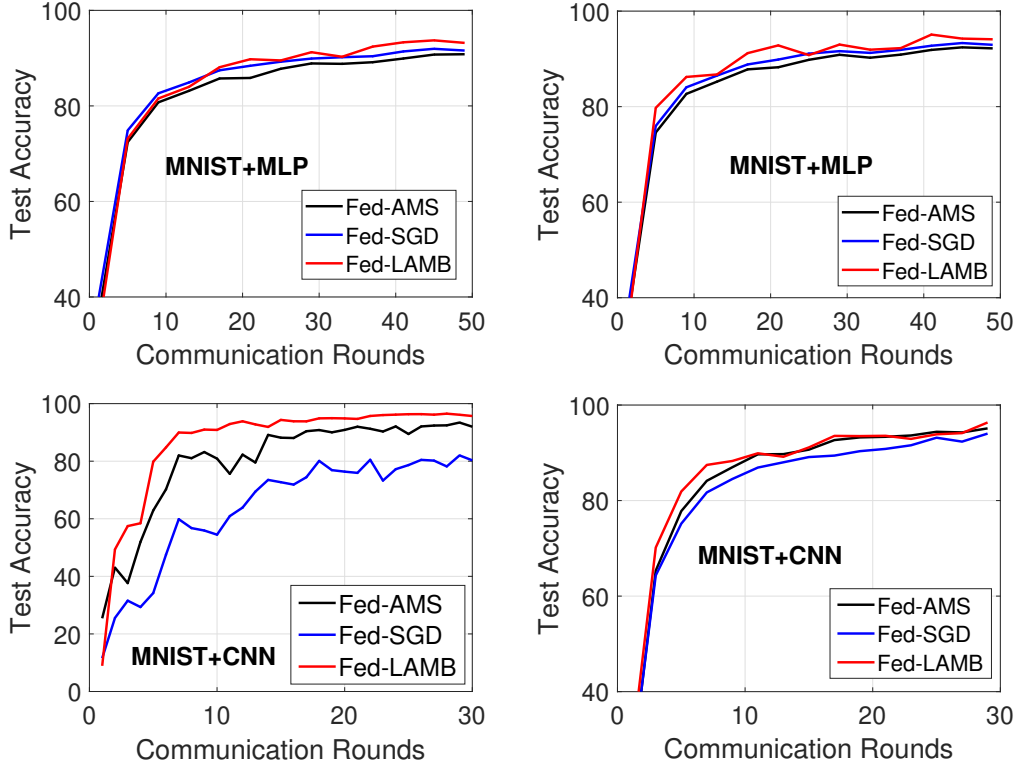 100
80
60
40
0
10
20
30
40
50
Test Accuracy
Communication Rounds
MNIST+MLP
Fed-AMS
Fed-SGD
Fed-LAMB
100
80
60
40
0
10
20
30
40
50
Test Accuracy
Communication Rounds
MNIST+MLP
Fed-AMS
Fed-SGD
Fed-LAMB
100
80
60
40
20
0
0
10
20
30
Test Accuracy
Communication Rounds
MNIST+CNN
Fed-AMS
Fed-SGD
Fed-LAMB
100
80
60
40
0
10
20
30
Test Accuracy
Communication Rounds
MNIST+CNN
Fed-AMS
Fed-SGD
Fed-LAMB